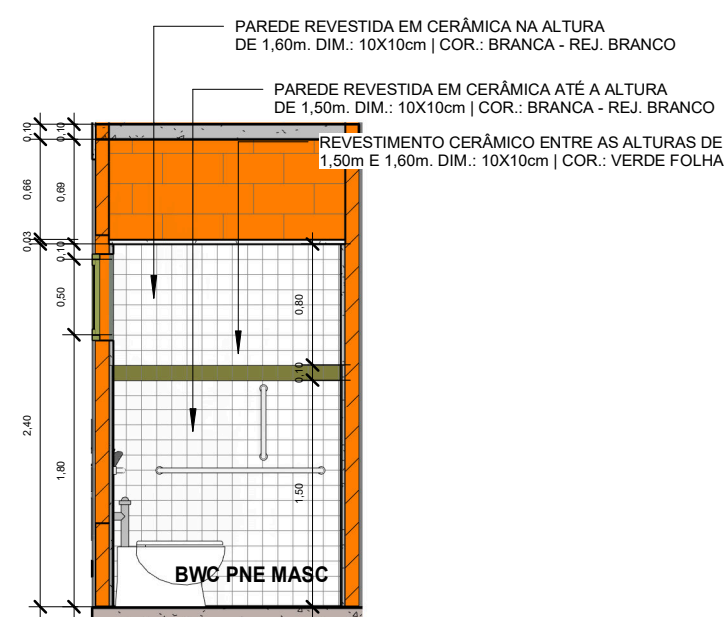 PAREDE REVESTIDA EM CERÂMICA NA ALTURA
DE 1,60m. DIM.: 10X10cm | COR.: BRANCA - REJ. BRANCO
PAREDE REVESTIDA EM CERÂMICA ATÉ A ALTURA
DE 1,50m. DIM.: 10X10cm | COR.: BRANCA - REJ. BRANCO
REVESTIMENTO CERÂMICO ENTRE AS ALTURAS DE
1,50m E 1,60m. DIM.: 10X10cm | COR.: VERDE FOLHA
0,10
0,10
0,66
0,69
0,03
0,10
0,50
0,80
0,10
2,40
1,80
1,50
BWC PNE MASC